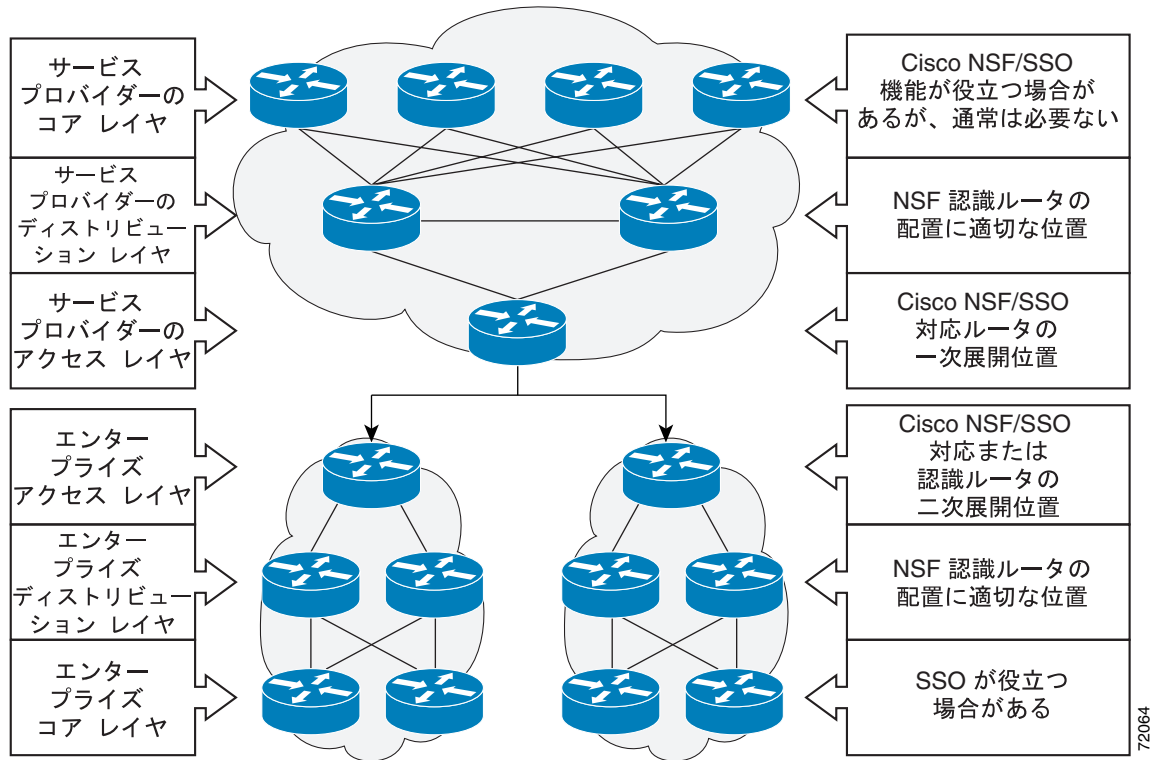 サービス
プロバイダーの
コア レイヤ
Cisco NSF/SSO
機能が役立つ場合が
あるが、通常は必要ない
サービス
プロバイダーの
ディストリビュー
ション レイヤ
NSF 認識ルータの
配置に適切な位置
サービス
プロバイダーの
アクセス レイヤ
Cisco NSF/SSO
対応ルータの
一次展開位置
エンター
プライズ
アクセス レイヤ
Cisco NSF/SSO
対応または
認識ルータの
二次展開位置
エンター
プライズ
ディストリビュー
ション レイヤ
NSF 認識ルータの
配置に適切な位置
エンター
プライズ
コア レイヤ
SSO が役立つ
場合がある
72064